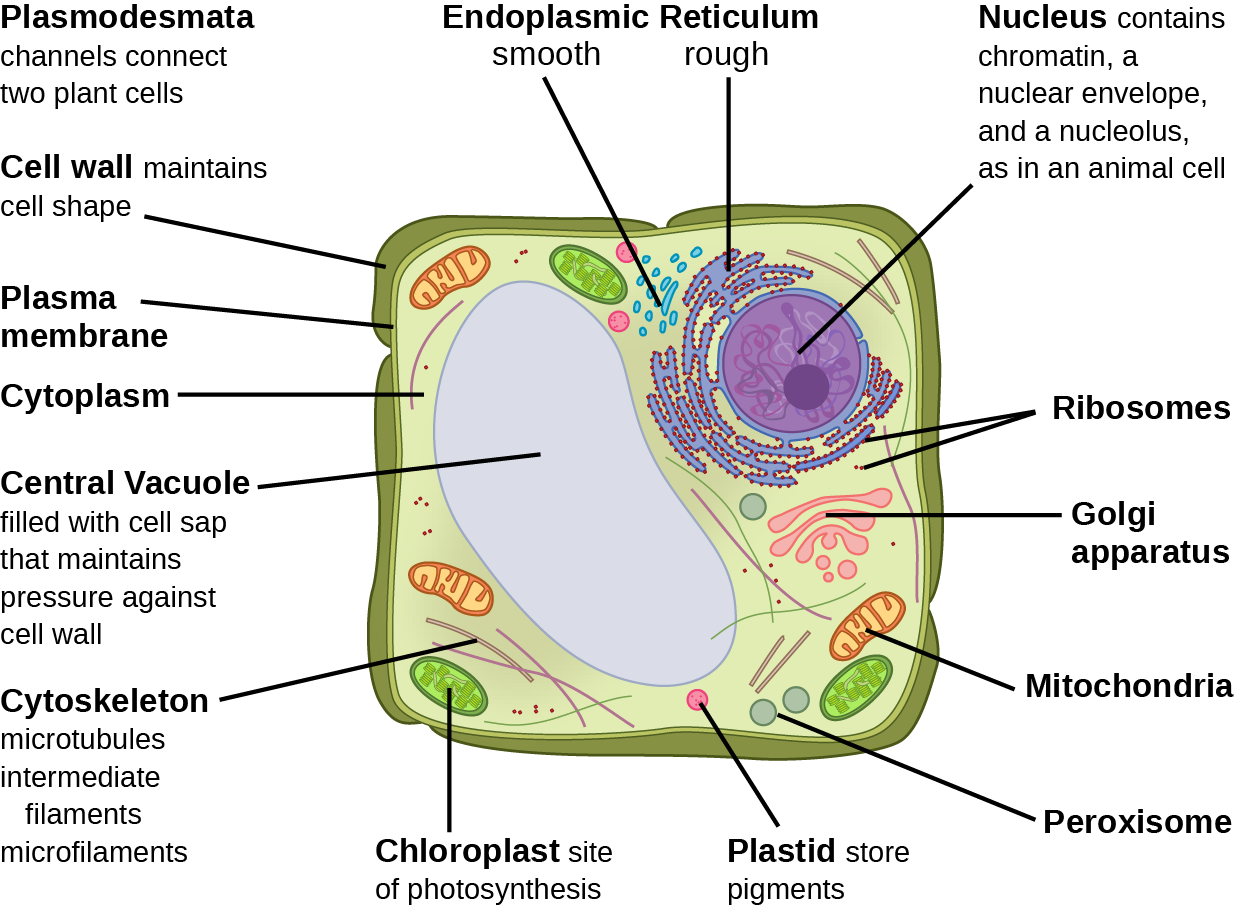 Plasmodesmata
channels connect
two plant cells
Cell wall maintains
cell shape
Plasma
membrane
Cytoplasm
Central Vacuole
filled with cell sap
that maintains
pressure against
cell wall
Cytoskeleton
microtubules
intermediate
filaments
microfilaments
Endoplasmic Reticulum
smooth rough
Nucleus contains
chromatin, a
nuclear envelope,
and a nucleolus,
as in an animal cell
Ribosomes
Golgi
apparatus
Mitochondria
Peroxisome
Chloroplast site
of photosynthesis
Plastid store
pigments